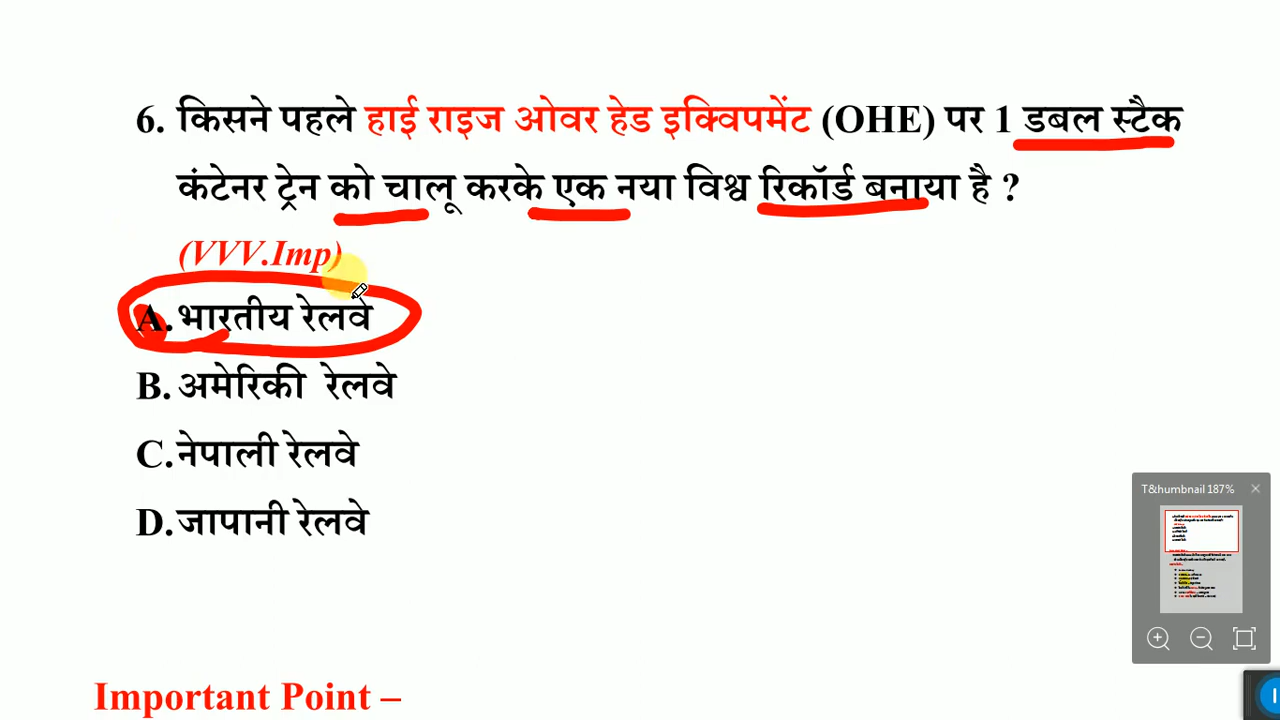 6. किसने पहले हाई राइज ओवर हेड इक्विपमेंट (OHE) पर 1 डबल स्टैक
कंटेनर ट्रेन को चालू करके एक नया विश्व रिकॉर्ड बनाया है ?
(VVV.Imp)
A. भारतीय रेलवे
B. अमेरिकी रेलवे
C. नेपाली रेलवे
D. जापानी रेलवे
T&thumbnail 187%
Important Point –